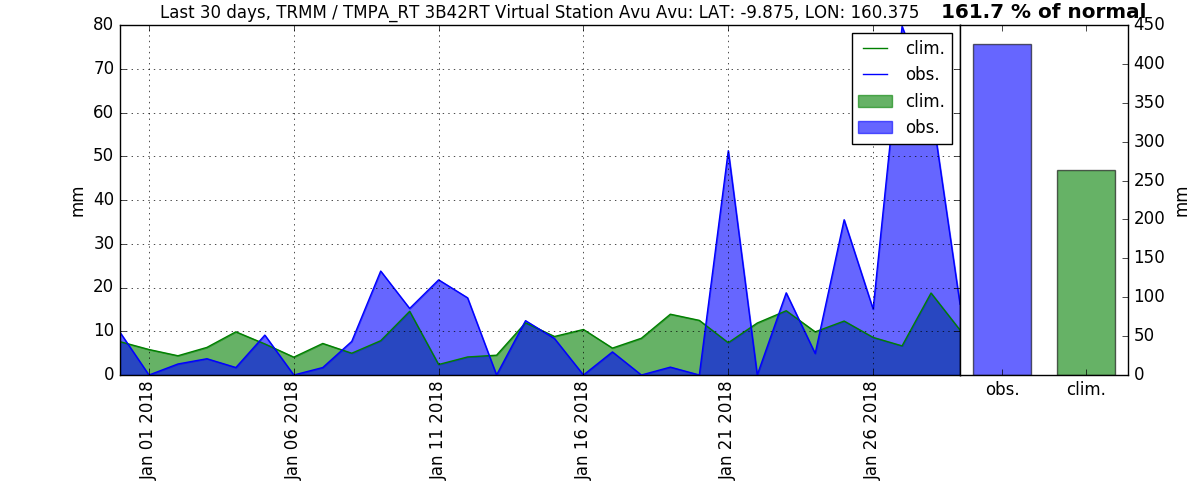 Last 30 days, TRMM / TMPA_RT 3B42RT Virtual Station Avu Avu: LAT: -9.875, LON: 160.375
161.7 % of normal
80
70
60
50
40
30
20
10
0
mm
clim.
obs.
clim.
obs.
Jan 01 2018
Jan 06 2018
Jan 11 2018
Jan 16 2018
Jan 21 2018
Jan 26 2018
450
400
350
300
250
200
150
100
50
0
mm
obs.
clim.